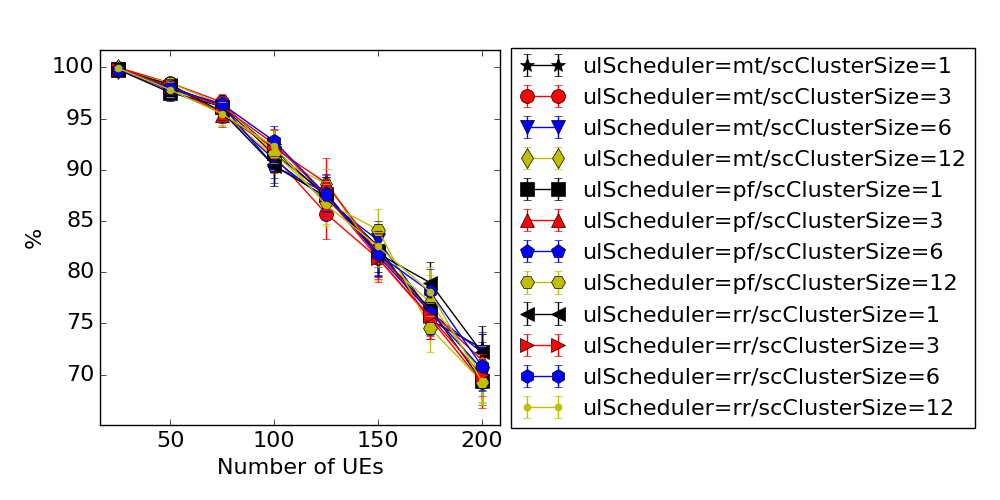 100
95
90
85
80
75
70
%
50
100
150
200
Number of UEs
ulScheduler=mt/scClusterSize=1
ulScheduler=mt/scClusterSize=3
ulScheduler=mt/scClusterSize=6
ulScheduler=mt/scClusterSize=12
ulScheduler=pf/scClusterSize=1
ulScheduler=pf/scClusterSize=3
ulScheduler=pf/scClusterSize=6
ulScheduler=pf/scClusterSize=12
ulScheduler=rr/scClusterSize=1
ulScheduler=rr/scClusterSize=3
ulScheduler=rr/scClusterSize=6
ulScheduler=rr/scClusterSize=12